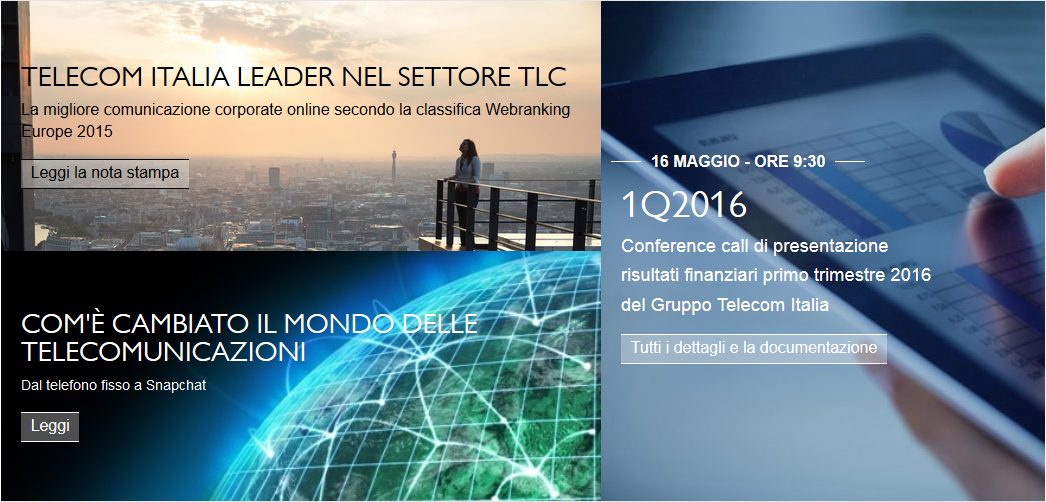 TELECOM ITALIA LEADER NEL SETTORE TLC
La migliore comunicazione corporate online secondo la classifica Webranking
Europe 2015
Leggi la nota stampa
COM'È CAMBIATO IL MONDO DELLE
TELECOMUNICAZIONI
Dal telefono fisso a Snapchat
Leggi
16 MAGGIO - ORE 9:30
1Q2016
Conference call di presentazione
risultati finanziari primo trimestre 2016
del Gruppo Telecom Italia
Tutti i dettagli e la documentazione